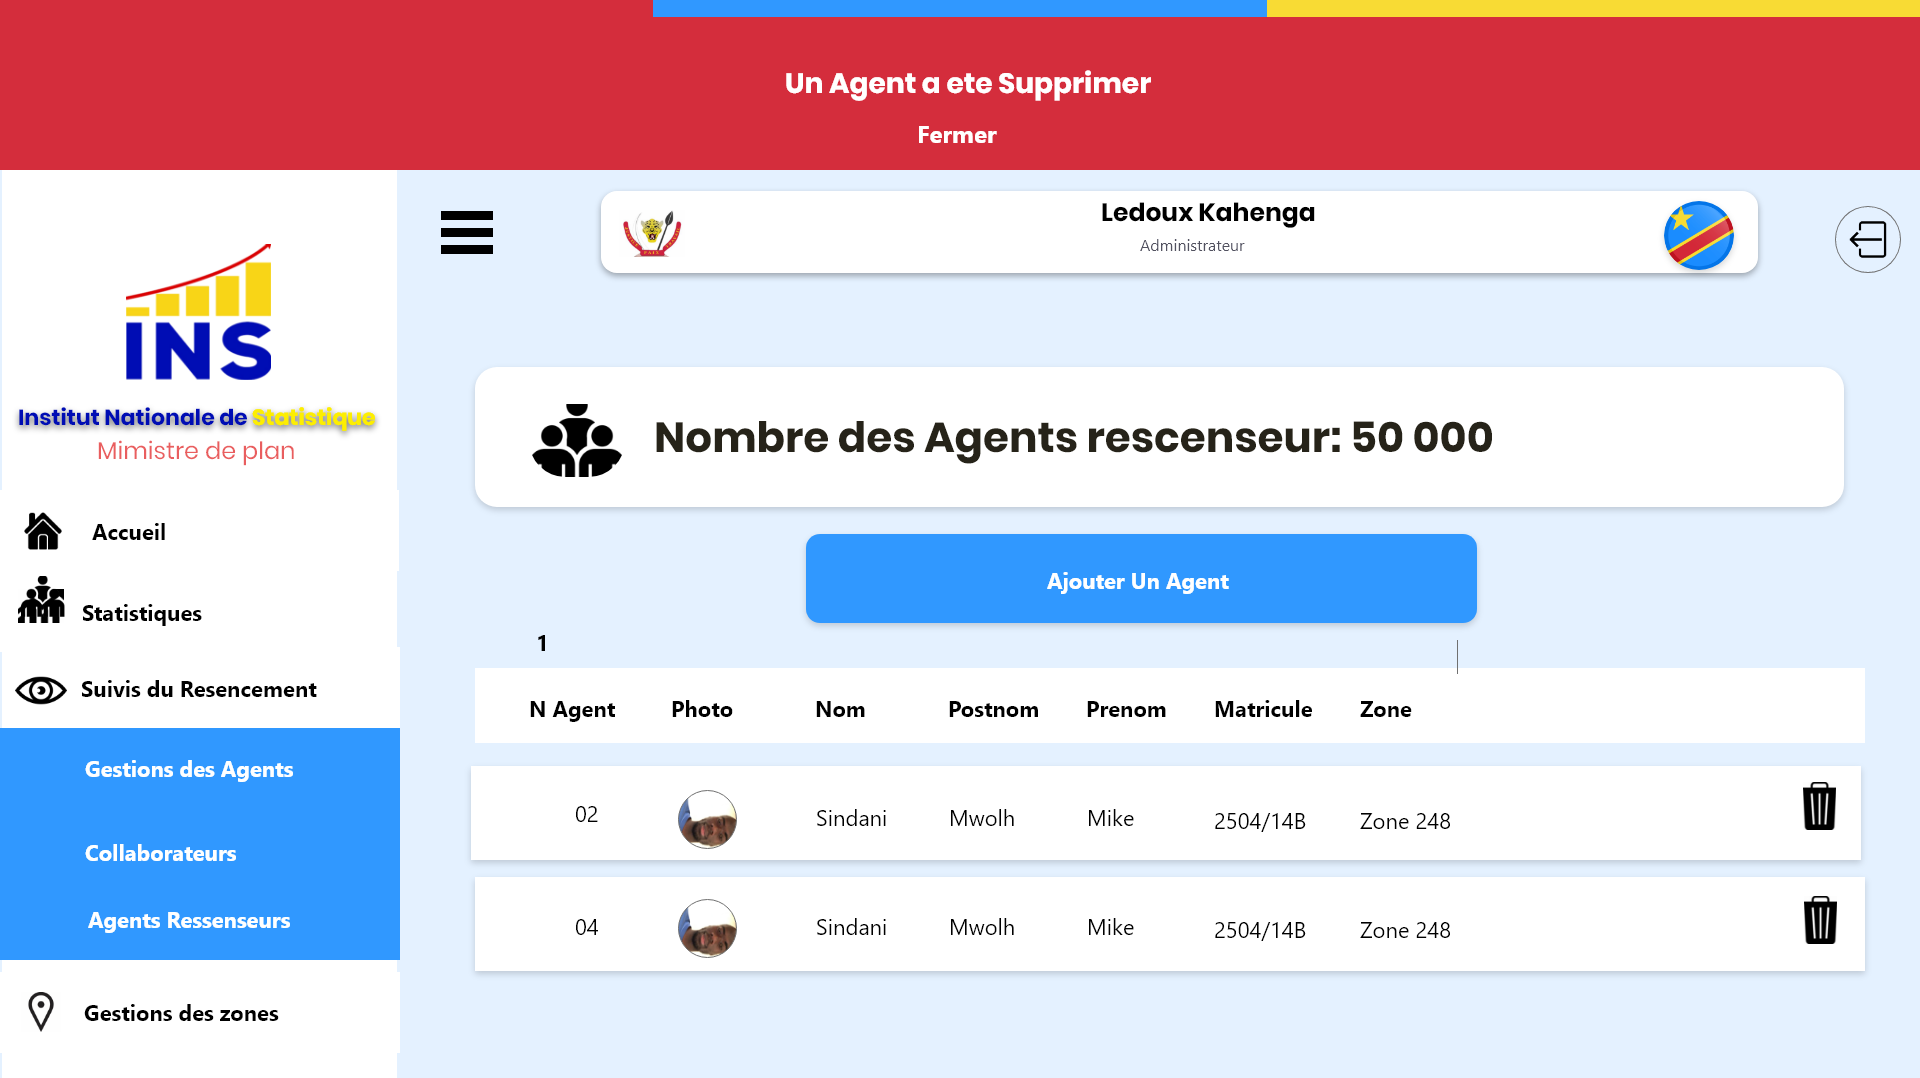 Un Agent a ete Supprimer
Fermer
INS
Institut Nationale de Statistique
Mimistre de plan
Accueil
Statistiques
Suivis du Resencement
Gestions des Agents
Collaborateurs
Agents Ressenseurs
Gestions des zones
Ledoux Kahenga
Administrateur
Nombre des Agents rescenseur: 50 000
Ajouter Un Agent
1
N Agent Photo Nom Postnom Prenom Matricule Zone
02 Sindani Mwolh Mike 2504/14B Zone 248
04 Sindani Mwolh Mike 2504/14B Zone 248